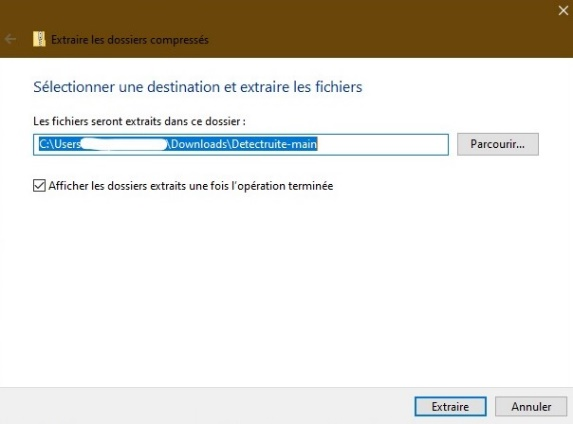 Extraire les dossiers compressés
Sélectionner une destination et extraire les fichiers
Les fichiers seront extraits dans ce dossier :
C:\Users\Downloads\Detectruite-main
Parcourir...
Afficher les dossiers extraits une fois l'opération terminée
Extraire
Annuler